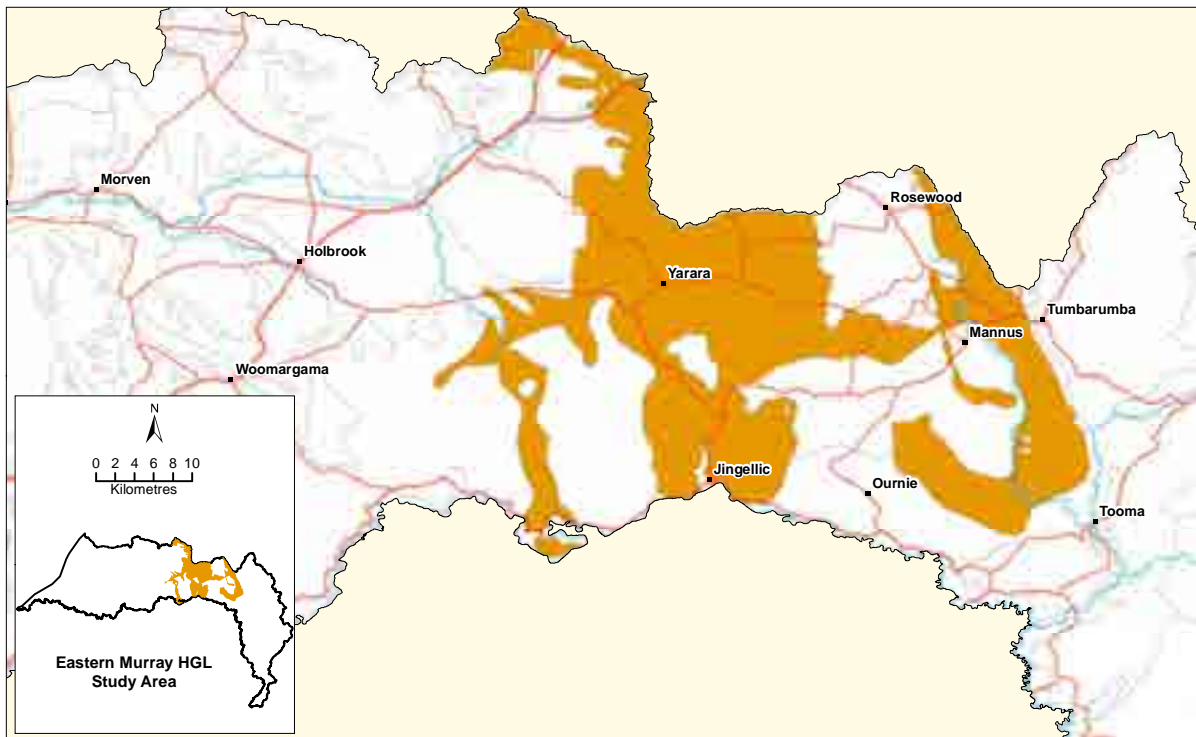 Morven
Rosewood
Holbrook
Yarara
Tumbarumba
Mannus
Woomargama
N
0 2 4 6 8 10
Kilometres
Jingellic
Ournie
Tooma
Eastern Murray HGL
Study Area